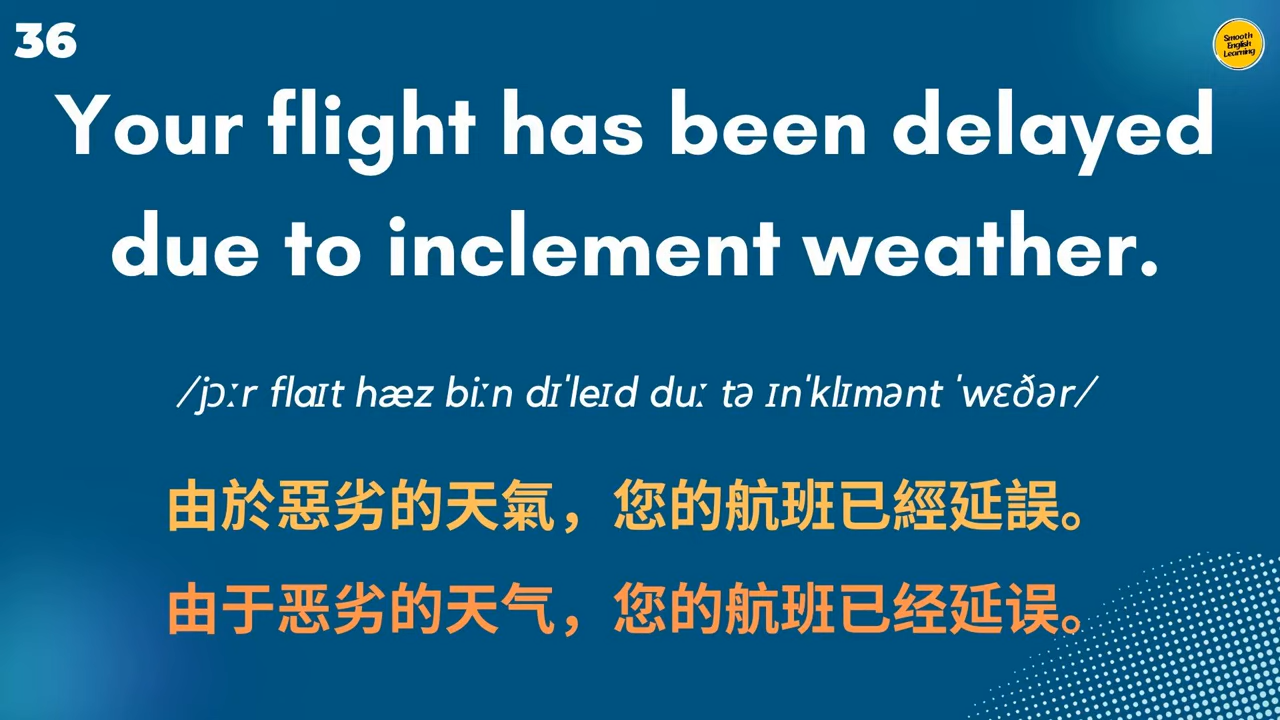 36
Smooth
English
Learning
Your flight has been delayed
due to inclement weather.
/jɔːr flaɪt hæz biːn dɪˈleɪd duː tə ɪnˈklɪmənt ˈwɛðər/
由於惡劣的天氣，您的航班已經延誤。
由于恶劣的天气，您的航班已经延误。